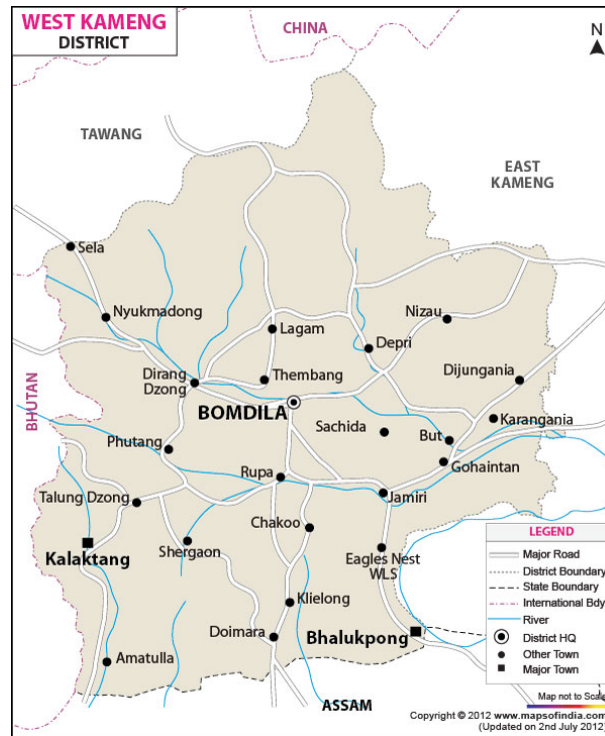 WEST KAMENG
DISTRICT
CHINA
N
TAWANG
EAST
KAMENG
Sela
Nyukmadong
Nizau
Lagam
Depri
Dirang
Dzong
Thembang
Dijungania
BHUTAN
BOMDILA
Karangania
Sachida
But
Phutang
Gohaintan
Rupa
Talung Dzong
Jamiri
Chakoo
Kalaktang
Shergaon
Eagles Nest
WLS
Klielong
Doimara
Bhalukpong
Amatulla
ASSAM
LEGEND
Major Road
District Boundary
State Boundary
International Bdy
River
District HQ
Other Town
Major Town
Map not to Scale
Copyright © 2012 www.mapsofindia.com
(Updated on 2nd July 2012)